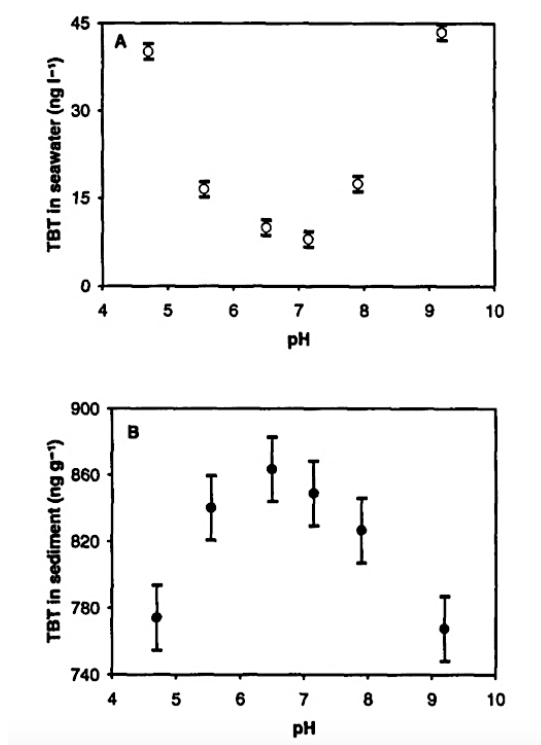 A
TBT in seawater (ng l⁻¹)
45
30
15
0
4 5 6 7 8 9 10
pH
B
TBT in sediment (ng g⁻¹)
900
860
820
780
740
4 5 6 7 8 9 10
pH